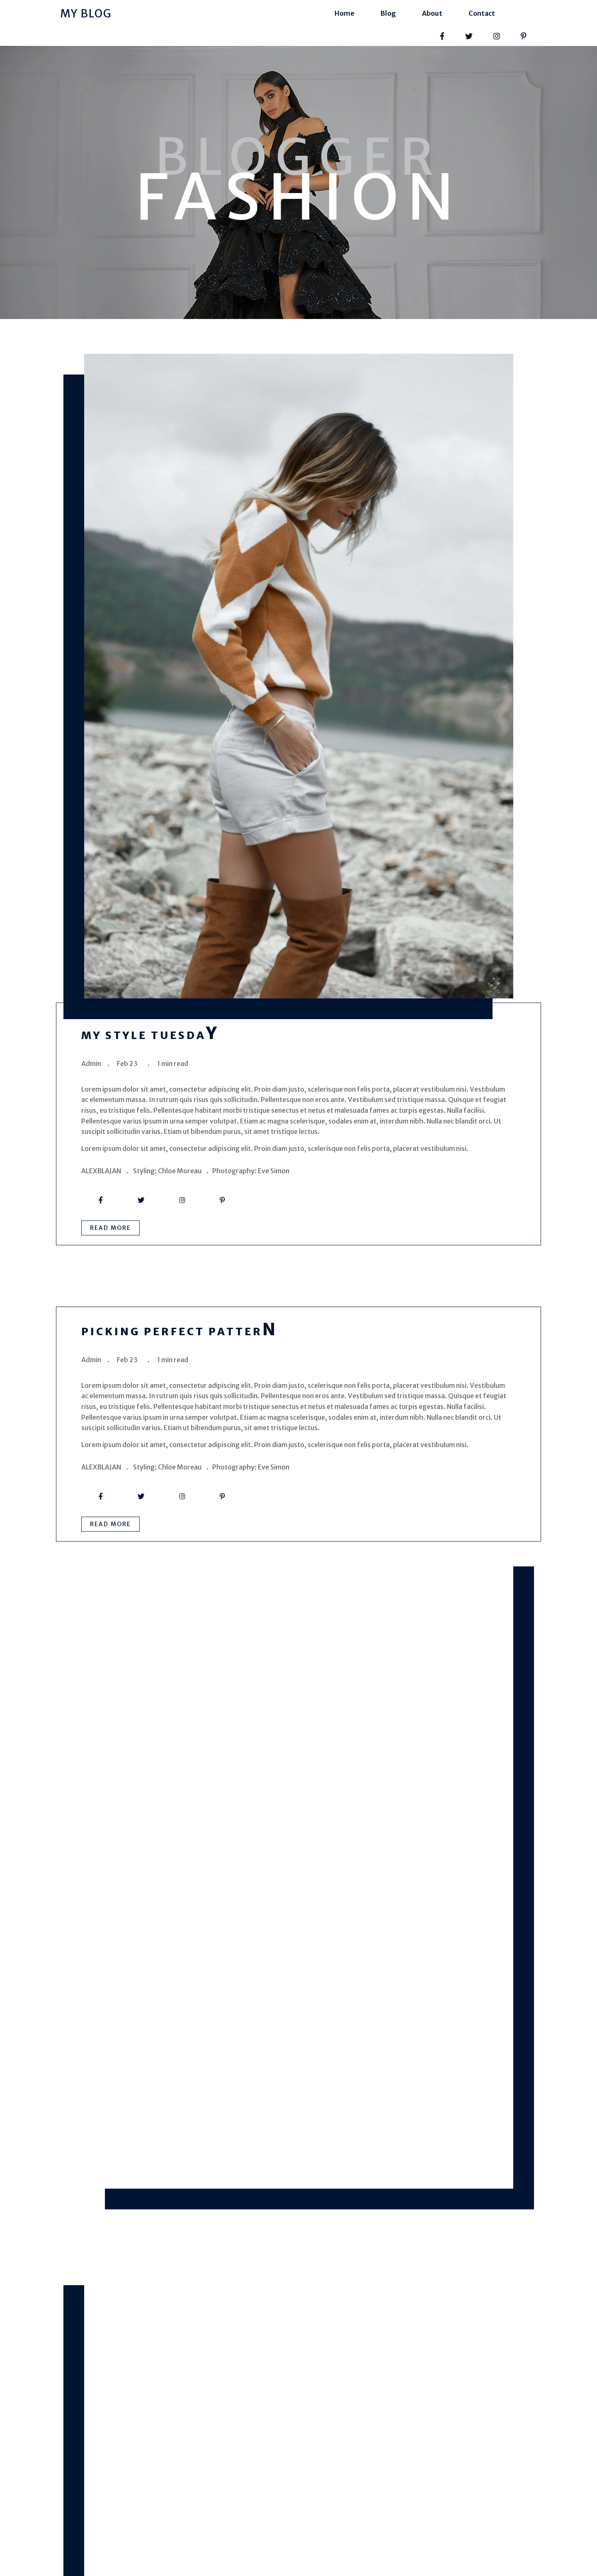 MY BLOG
Home Blog About Contact
BLOGGER
FASHION
MY STYLE TUESDAY
Admin . Feb 23 . 1 min read
Lorem ipsum dolor sit amet, consectetur adipiscing elit. Proin diam justo, scelerisque non felis porta, placerat vestibulum nisi. Vestibulum
ac elementum massa. In rutrum quis risus quis sollicitudin. Pellentesque non eros ante. Vestibulum sed tristique massa. Quisque et feugiat
risus, eu tristique felis. Pellentesque habitant morbi tristique senectus et netus et malesuada fames ac turpis egestas. Nulla facilisi.
Pellentesque varius ipsum in urna semper volutpat. Etiam ac magna scelerisque, sodales enim at, interdum nibh. Nulla nec blandit orci. Ut
suscipit sollicitudin varius. Etiam ut bibendum purus, sit amet tristique lectus.
Lorem ipsum dolor sit amet, consectetur adipiscing elit. Proin diam justo, scelerisque non felis porta, placerat vestibulum nisi.
ALEXBLAJAN . Styling: Chloe Moreau . Photography: Eve Simon
READ MORE
PICKING PERFECT PATTERN
Admin . Feb 23 . 1 min read
Lorem ipsum dolor sit amet, consectetur adipiscing elit. Proin diam justo, scelerisque non felis porta, placerat vestibulum nisi. Vestibulum
ac elementum massa. In rutrum quis risus quis sollicitudin. Pellentesque non eros ante. Vestibulum sed tristique massa. Quisque et feugiat
risus, eu tristique felis. Pellentesque habitant morbi tristique senectus et netus et malesuada fames ac turpis egestas. Nulla facilisi.
Pellentesque varius ipsum in urna semper volutpat. Etiam ac magna scelerisque, sodales enim at, interdum nibh. Nulla nec blandit orci. Ut
suscipit sollicitudin varius. Etiam ut bibendum purus, sit amet tristique lectus.
Lorem ipsum dolor sit amet, consectetur adipiscing elit. Proin diam justo, scelerisque non felis porta, placerat vestibulum nisi.
ALEXBLAJAN . Styling: Chloe Moreau . Photography: Eve Simon
READ MORE